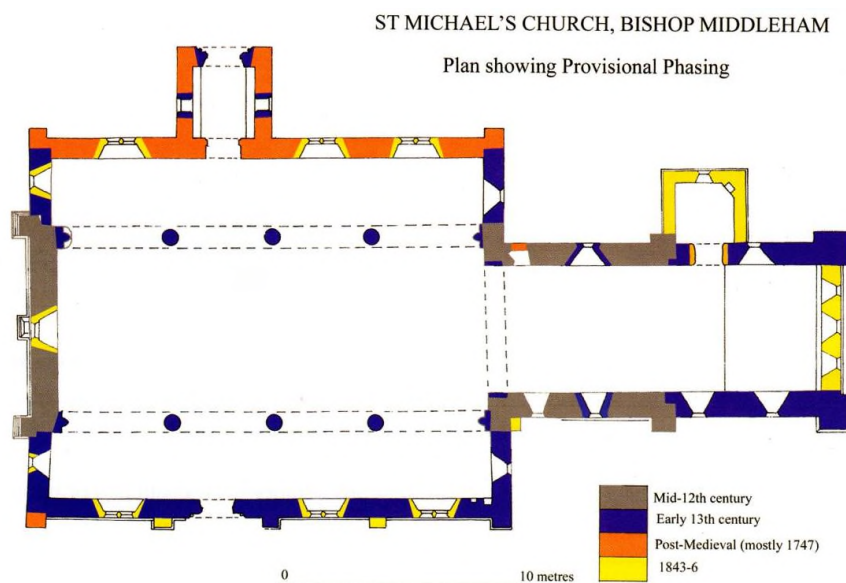 ST MICHAEL'S CHURCH, BISHOP MIDDLEHAM
Plan showing Provisional Phasing
Mid-12th century
Early 13th century
Post-Medieval (mostly 1747)
1843-6
0 10 metres